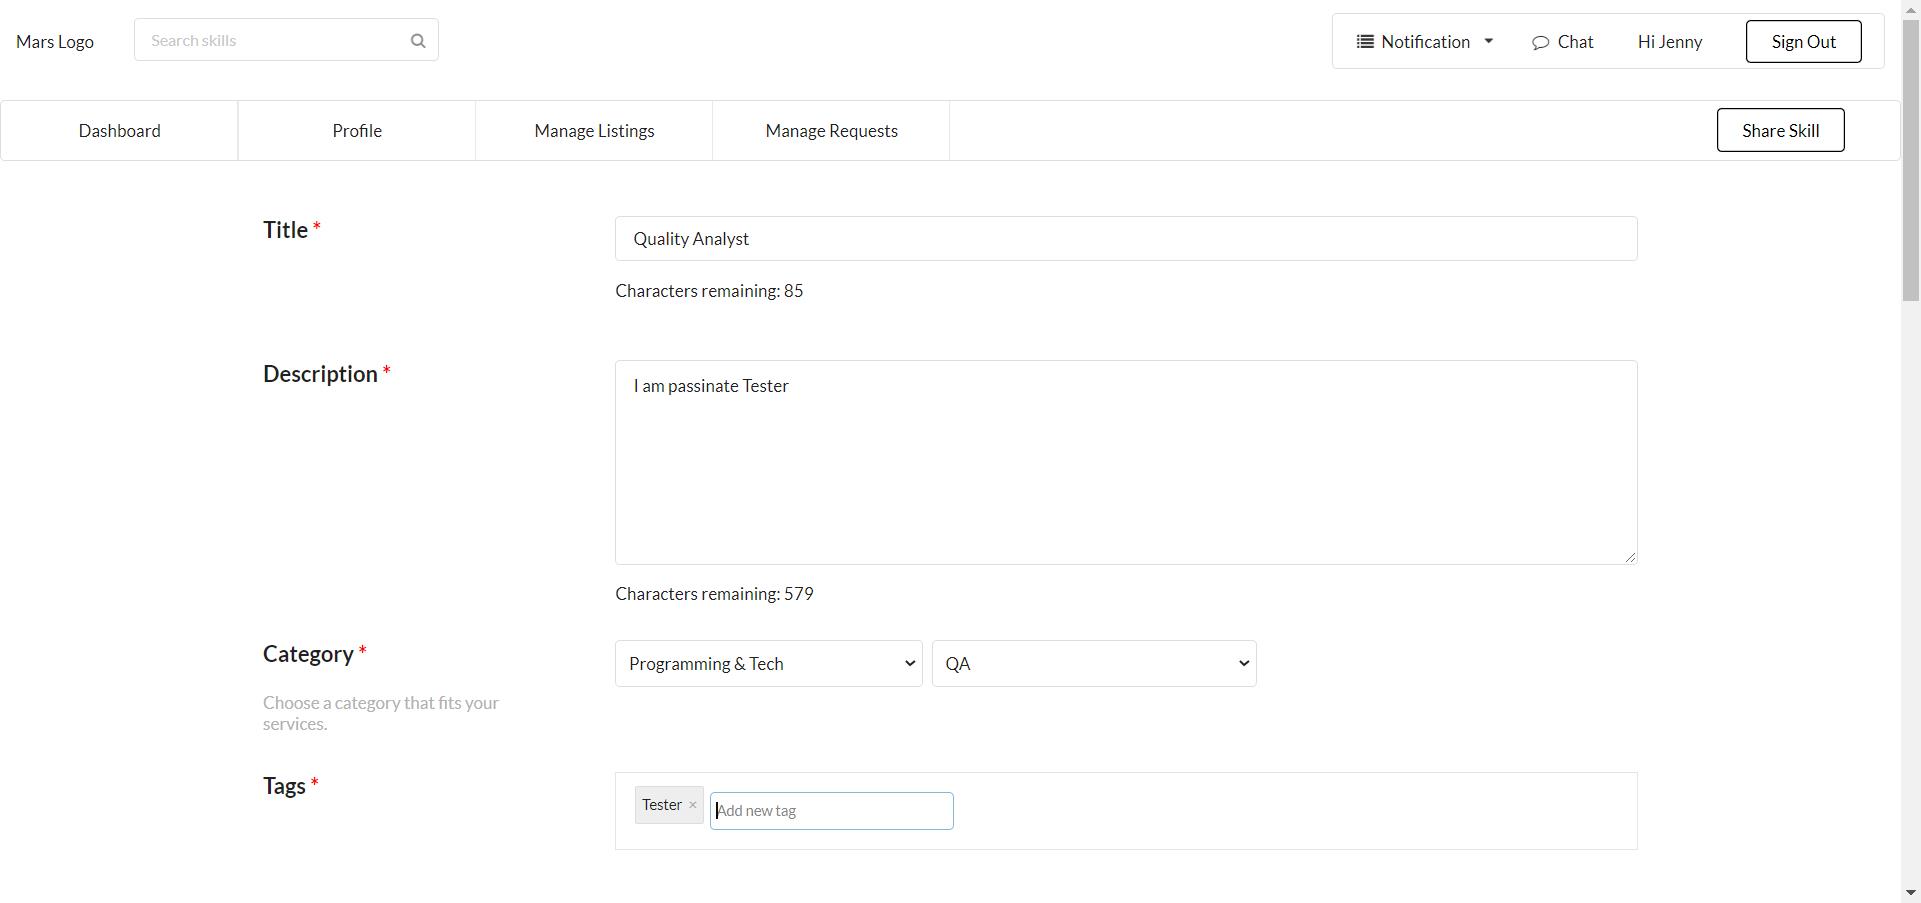 Mars Logo
Search skills
Notification
Chat
Hi Jenny
Sign Out
Dashboard
Profile
Manage Listings
Manage Requests
Share Skill
Title *
Quality Analyst
Characters remaining: 85
Description *
I am passinate Tester
Characters remaining: 579
Category *
Choose a category that fits your
services.
Programming & Tech
QA
Tags *
Tester ×
Add new tag